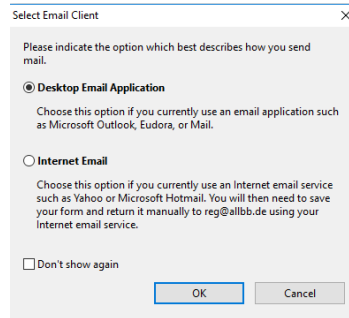 Select Email Client
Please indicate the option which best describes how you send
mail.
Desktop Email Application
Choose this option if you currently use an email application such
as Microsoft Outlook, Eudora, or Mail.
Internet Email
Choose this option if you currently use an Internet email service
such as Yahoo or Microsoft Hotmail. You will then need to save
your form and return it manually to reg@allbb.de using your
Internet email service.
Don't show again
OK
Cancel